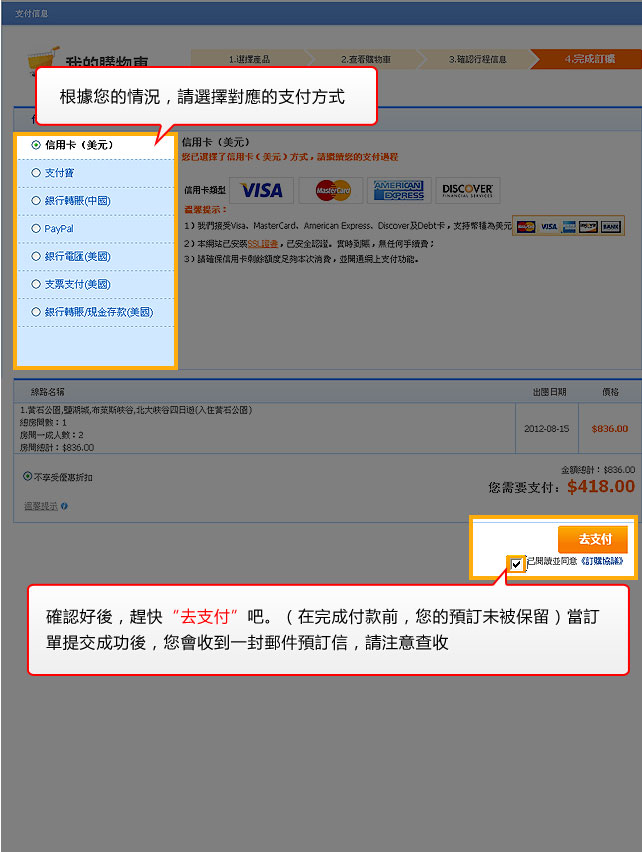 支付信息
我的購物車
1.選擇產品
2.查看購物車
3.確認行程信息
4.完成訂購
根據您的情況，請選擇對應的支付方式
信用卡（美元）
支付寶
銀行轉賬(中國)
PayPal
銀行電匯(美國)
支票支付(美國)
銀行轉賬/現金存款(美國)
信用卡（美元）
您已選擇了信用卡（美元）方式，請繼續您的支付過程
信用卡類型 VISA MasterCard AMERICAN EXPRESS DISCOVER FINANCIAL SERVICES
溫馨提示：
1）我們接受Visa、MasterCard、American Express、Discover及Debt卡，支持幣種為美元
2）本網站已安裝SSL證書，已安全認證。實時到賬，無任何手續費；
3）請確保信用卡剩餘額度足夠本次消費，並開通網上支付功能。
線路名稱 出團日期 價格
1.黃石公園,鹽湖城,布萊斯峽谷,北大峽谷四日遊(入住黃石公園)
總房間數：1
房間一成人數：2
房間總計：$836.00
2012-08-15 $836.00
不享受優惠折扣
溫馨提示
金額總計：$836.00
您需要支付：$418.00
去支付
已閱讀並同意《訂購協議》
確認好後，趕快“去支付”吧。（在完成付款前，您的預訂未被保留）當訂
單提交成功後，您會收到一封郵件預訂信，請注意查收